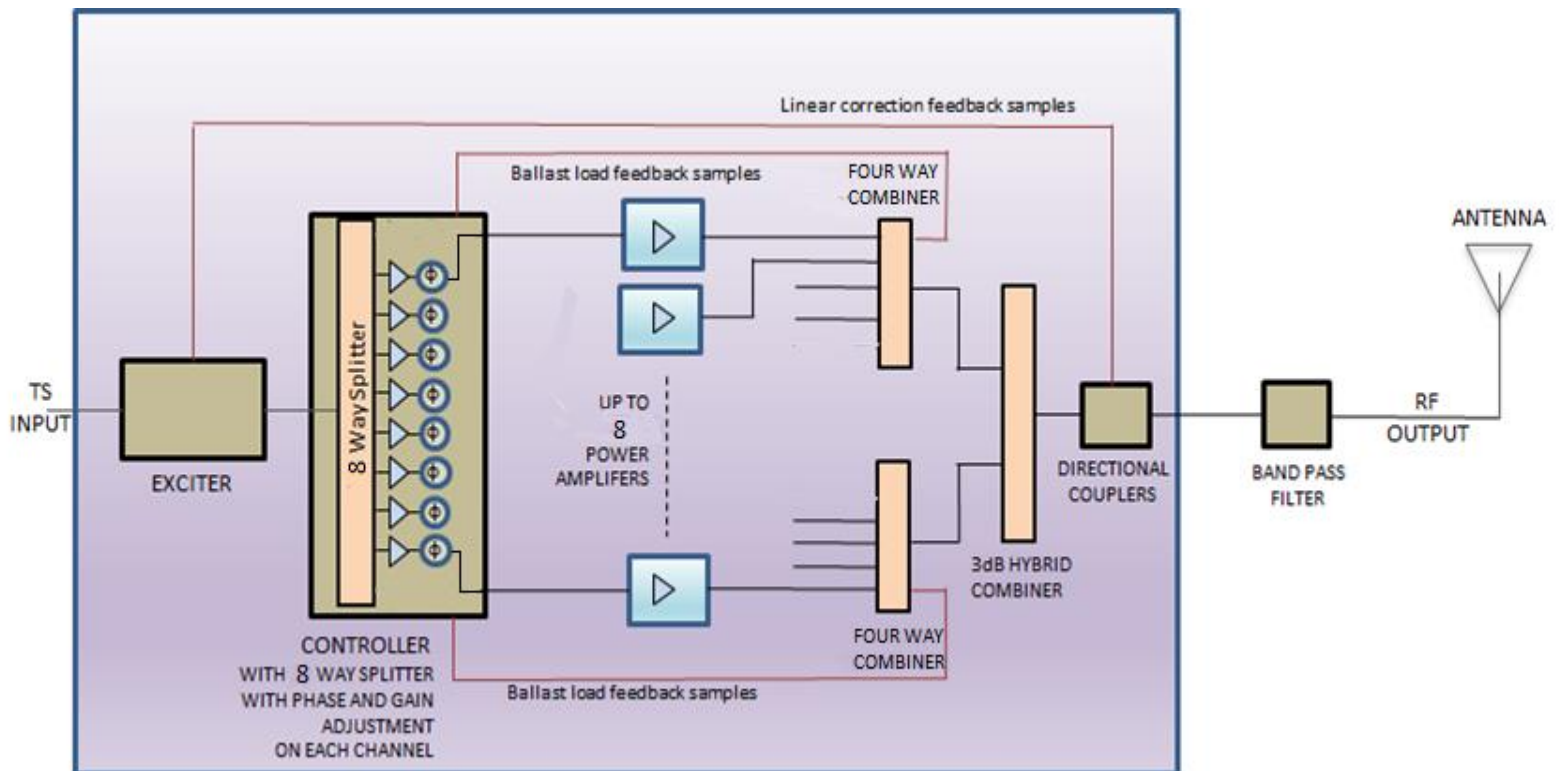 Linear correction feedback samples
Ballast load feedback samples
FOUR WAY
COMBINER
ANTENNA
8 Way Splitter
Φ
Φ
Φ
Φ
Φ
Φ
Φ
Φ
TS
INPUT
EXCITER
UP TO
8
POWER
AMPLIFERS
RF
OUTPUT
DIRECTIONAL
COUPLERS
BAND PASS
FILTER
3dB HYBRID
COMBINER
FOUR WAY
COMBINER
CONTROLLER
WITH 8 WAY SPLITTER
WITH PHASE AND GAIN
ADJUSTMENT
ON EACH CHANNEL
Ballast load feedback samples